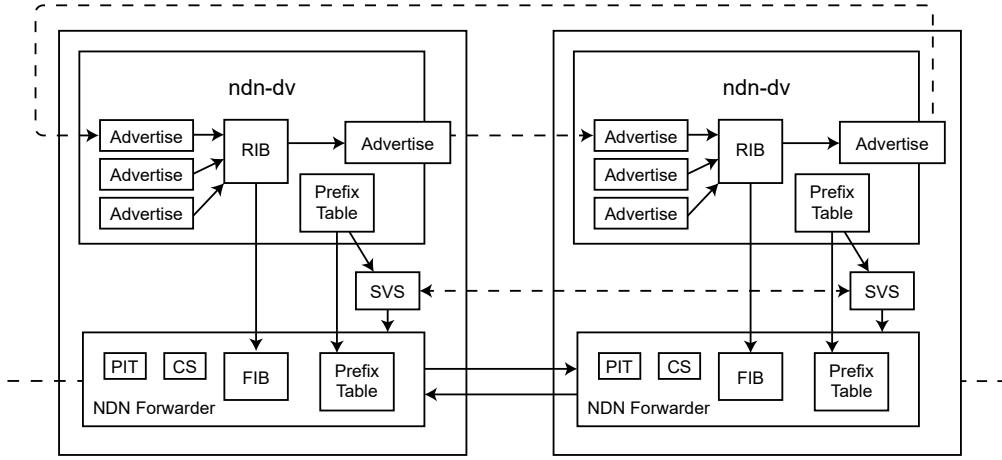 ndn-dv
Advertise
Advertise
Advertise
RIB
Advertise
Prefix
Table
SVS
PIT
CS
FIB
Prefix
Table
NDN Forwarder
ndn-dv
Advertise
Advertise
Advertise
RIB
Advertise
Prefix
Table
SVS
PIT
CS
FIB
Prefix
Table
NDN Forwarder